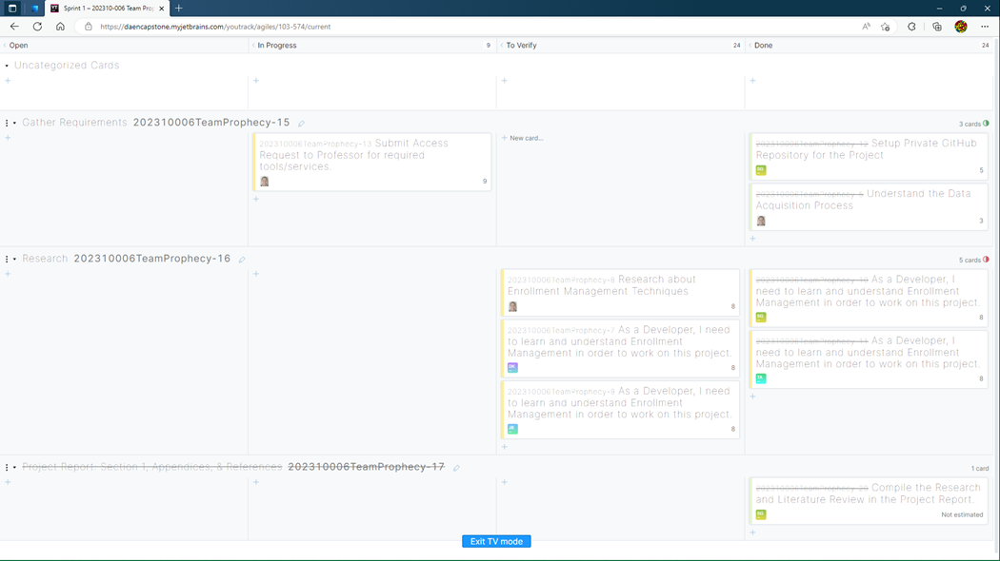 Sprint 1 – 202310-006 Team Prop
https://daencapstone.myjetbrains.com/youtrack/agiles/103-574/current
Open
In Progress 9
To Verify 24
Done 24
Uncategorized Cards
Gather Requirements 202310006TeamProphecy-15
3 cards
New card...
202310006TeamProphecy-13 Submit Access
Request to Professor for required
tools/services.
9
202310006TeamProphecy-12 Setup Private GitHub
Repository for the Project
5
Understand the Data
Acquisition Process
3
Research 202310006TeamProphecy-16
5 cards
202310006TeamProphecy-8 Research about
Enrollment Management Techniques
8
202310006TeamProphecy-7 As a Developer, I need
to learn and understand Enrollment
Management in order to work on this project.
8
202310006TeamProphecy-9 As a Developer, I need
to learn and understand Enrollment
Management in order to work on this project.
8
202310006TeamProphecy-10 As a Developer, I
need to learn and understand Enrollment
Management in order to work on this project.
8
202310006TeamProphecy-11 As a Developer, I
need to learn and understand Enrollment
Management in order to work on this project.
8
Project Report: Section 1, Appendices, & References 202310006TeamProphecy-17
1 card
202310006TeamProphecy-20 Compile the Research
and Literature Review in the Project Report.
Not estimated
Exit TV mode